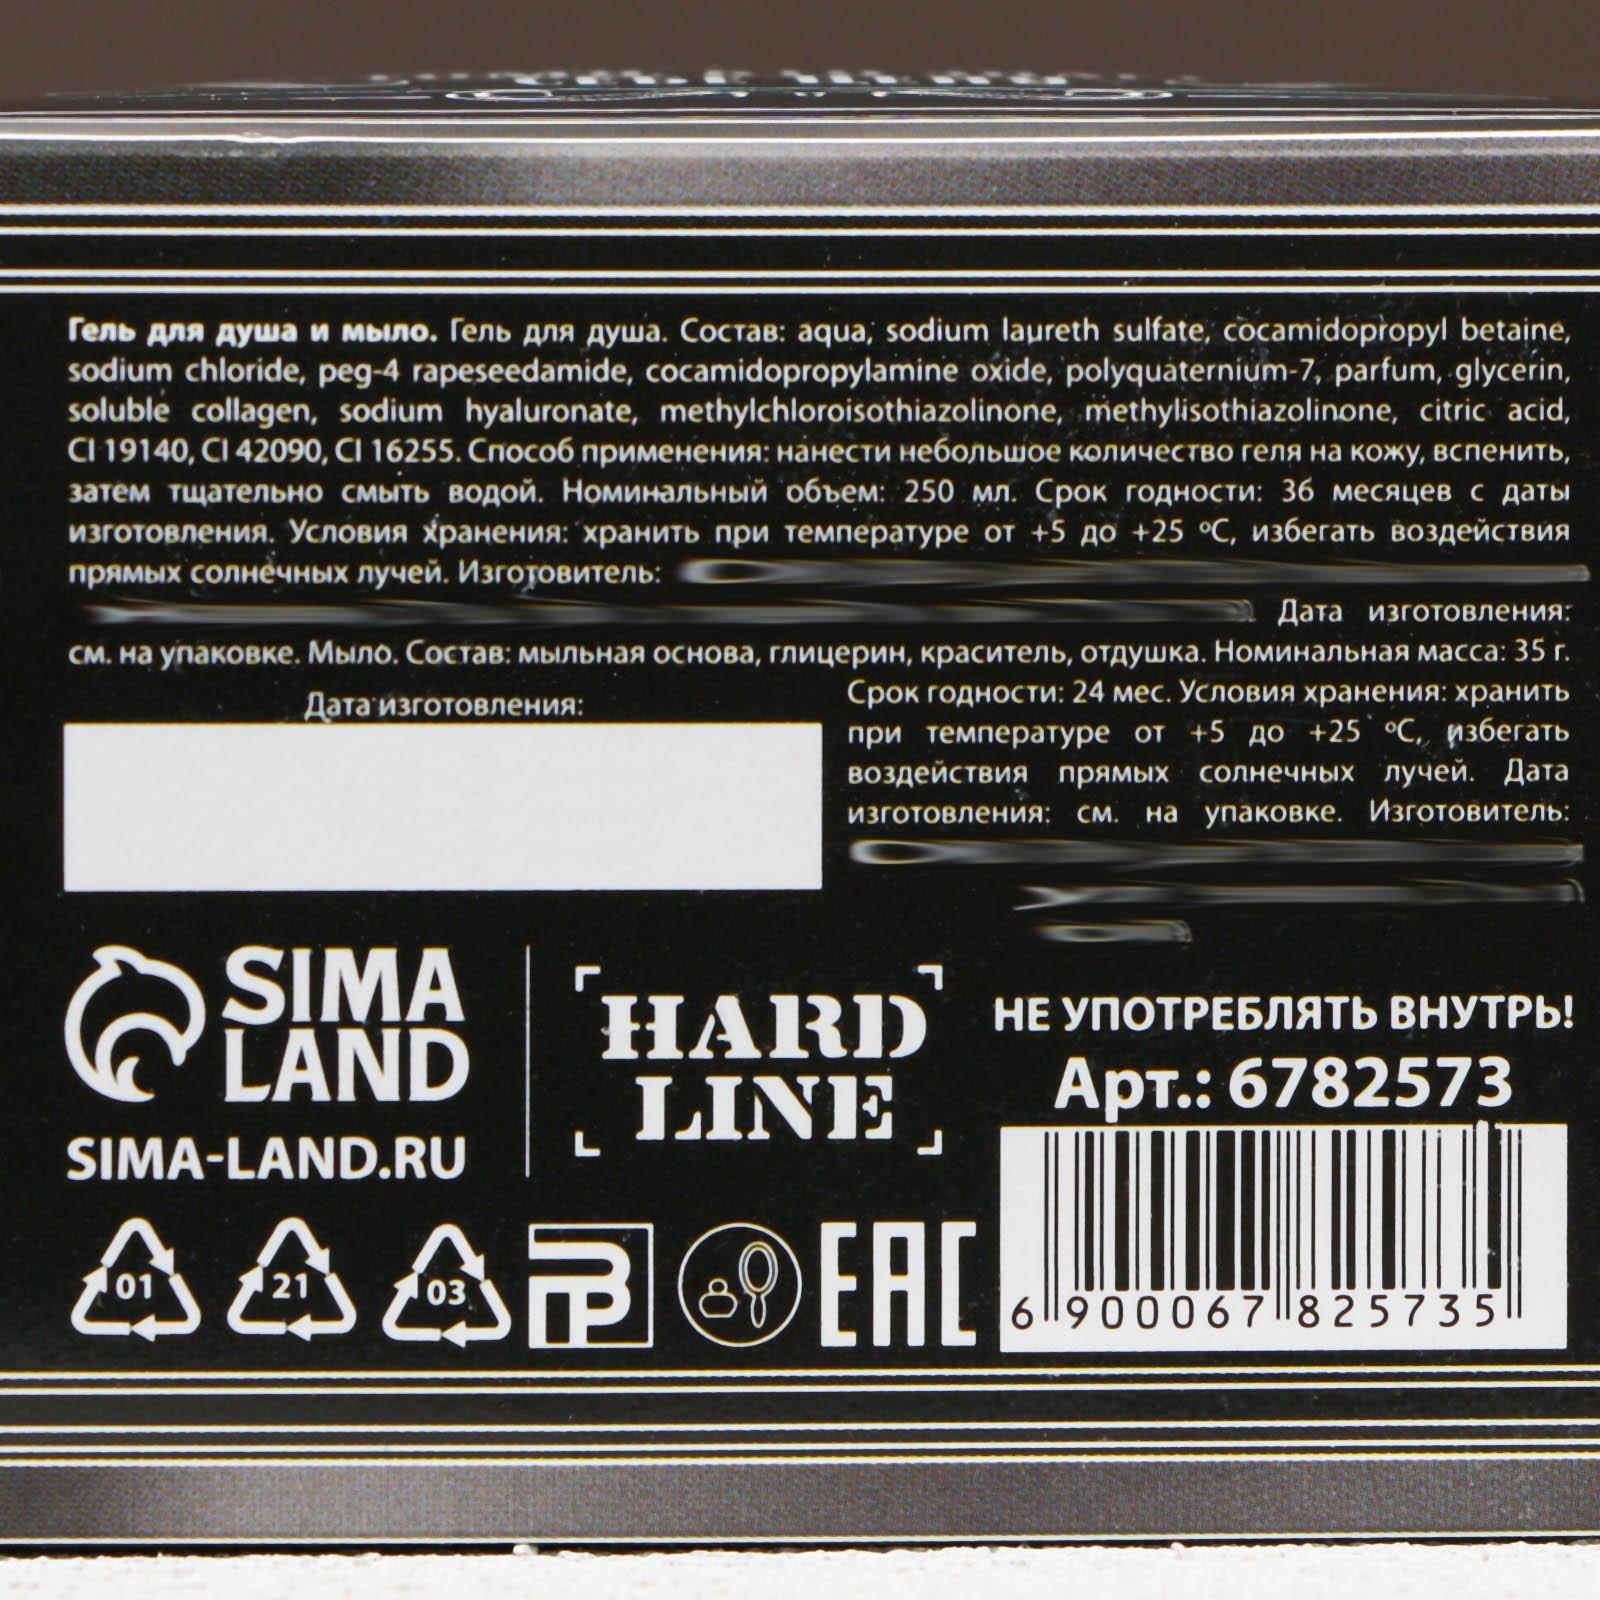 Гель для душа и мыло. Гель для душа. Состав: aqua, sodium laureth sulfate, cocamidopropyl betaine,
sodium chloride, peg-4 rapeseedamide, cocamidopropylamine oxide, polyquaternium-7, parfum, glycerin,
soluble collagen, sodium hyaluronate, methylchloroisothiazolinone, methylisothiazolinone, citric acid,
CI 19140, CI 42090, CI 16255. Способ применения: нанести небольшое количество геля на кожу, вспенить,
затем тщательно смыть водой. Номинальный объем: 250 мл. Срок годности: 36 месяцев с даты
изготовления. Условия хранения: хранить при температуре от +5 до +25 ºС, избегать воздействия
прямых солнечных лучей. Изготовитель:
Дата изготовления:
см. на упаковке. Мыло. Состав: мыльная основа, глицерин, краситель, отдушка. Номинальная масса: 35 г.
Срок годности: 24 мес. Условия хранения: хранить
при температуре от +5 до +25 ºС, избегать
воздействия прямых солнечных лучей. Дата
изготовления: см. на упаковке. Изготовитель:
Дата изготовления:
SIMA
LAND
SIMA-LAND.RU
HARD
LINE
НЕ УПОТРЕБЛЯТЬ ВНУТРЬ!
Арт.: 6782573
6 900067 825735
01 21 03
EAC